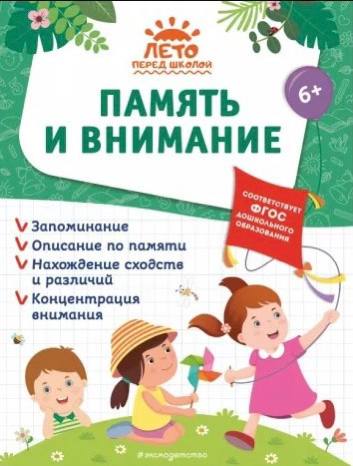 ЛЕТО
ПЕРЕД ШКОЛОЙ
6+
ПАМЯТЬ
И ВНИМАНИЕ
СООТВЕТСТВУЕТ
ФГОС
ДОШКОЛЬНОГО
ОБРАЗОВАНИЯ
Запоминание
Описание по памяти
Нахождение сходств
и различий
Концентрация
внимания
#эксмодетство